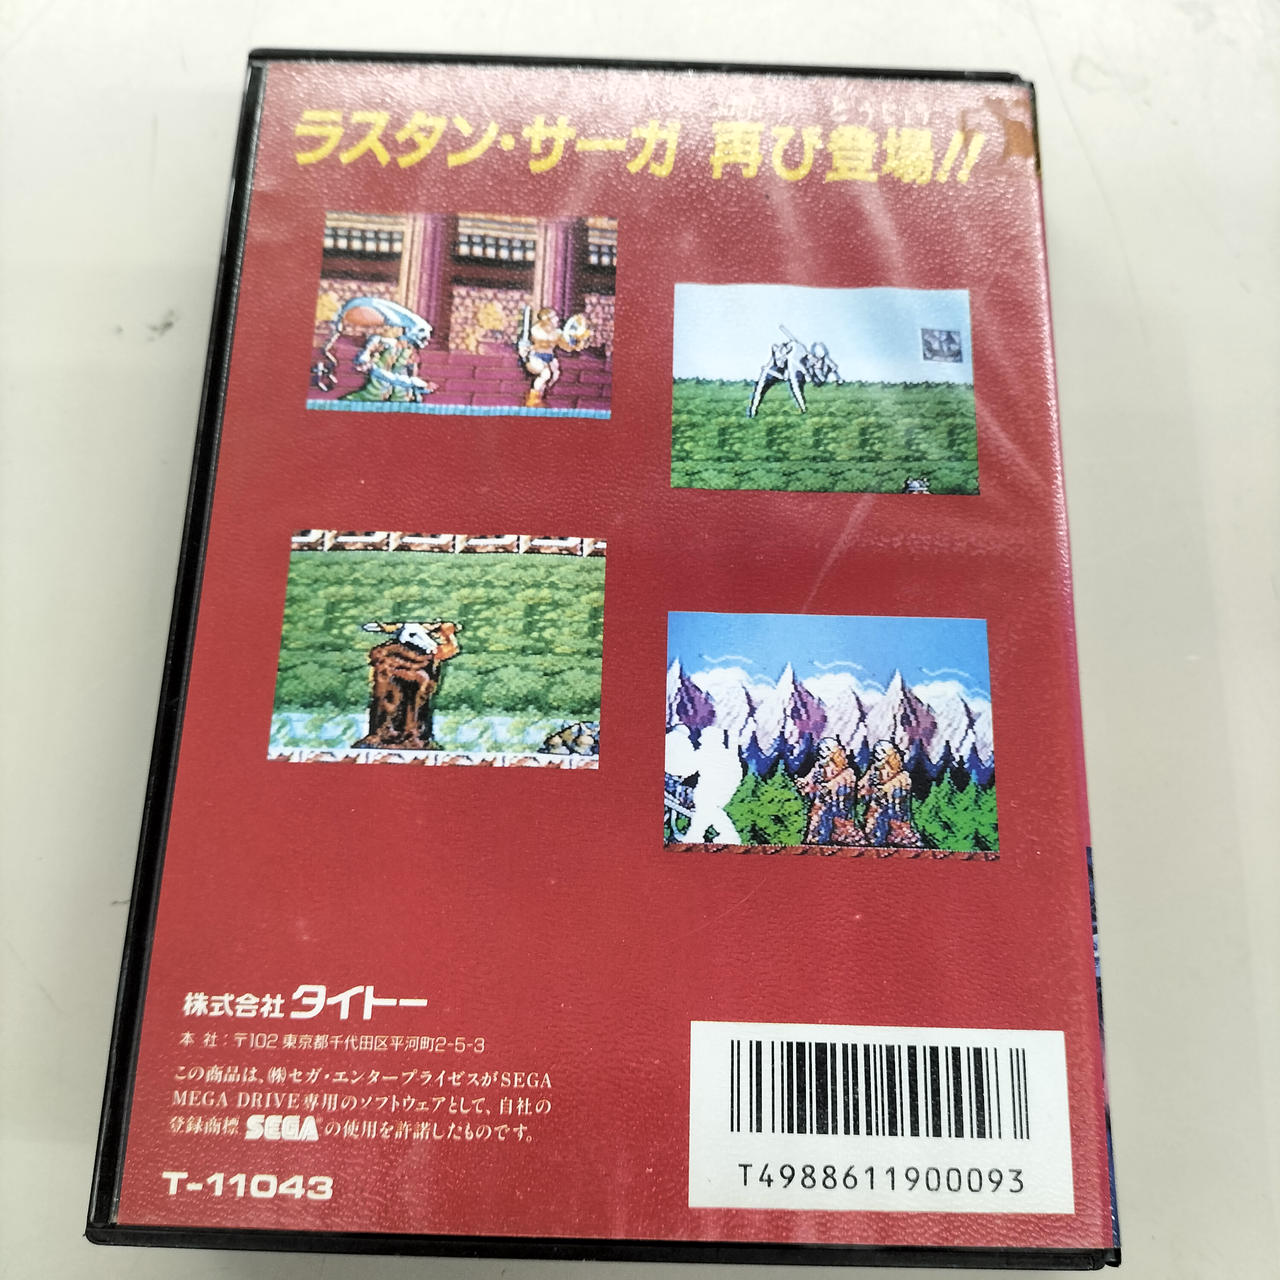 ラスタン・サーガ 再び登場!!
株式会社 タイトー
本 社：〒102 東京都千代田区平河町2-5-3
この商品は、㈱セガ・エンタープライゼスがSEGA
MEGA DRIVE専用のソフトウェアとして、自社の
登録商標 SEGA® の使用を許諾したものです。
T-11043
T4988611900093